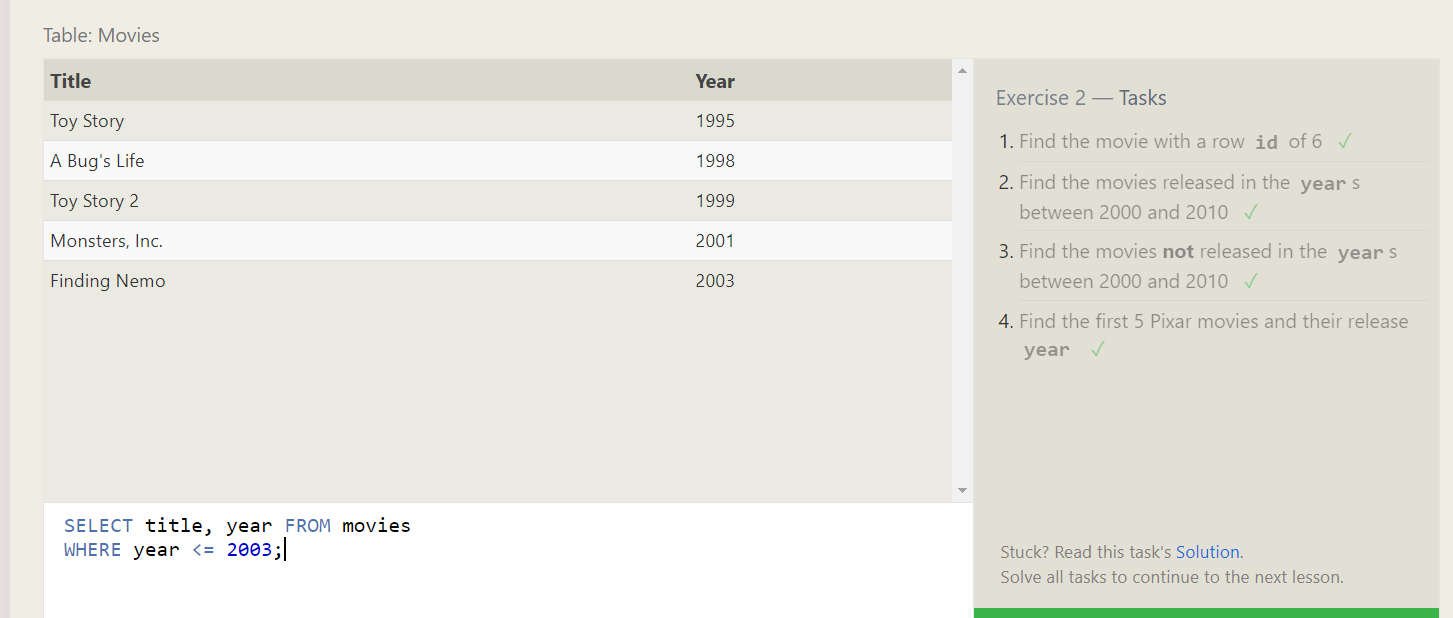 Table: Movies
Title Year
Toy Story 1995
A Bug's Life 1998
Toy Story 2 1999
Monsters, Inc. 2001
Finding Nemo 2003
SELECT title, year FROM movies
WHERE year <= 2003;
Exercise 2 — Tasks
1. Find the movie with a row id of 6 ✓
2. Find the movies released in the year s
between 2000 and 2010 ✓
3. Find the movies not released in the year s
between 2000 and 2010 ✓
4. Find the first 5 Pixar movies and their release
year ✓
Stuck? Read this task's Solution.
Solve all tasks to continue to the next lesson.